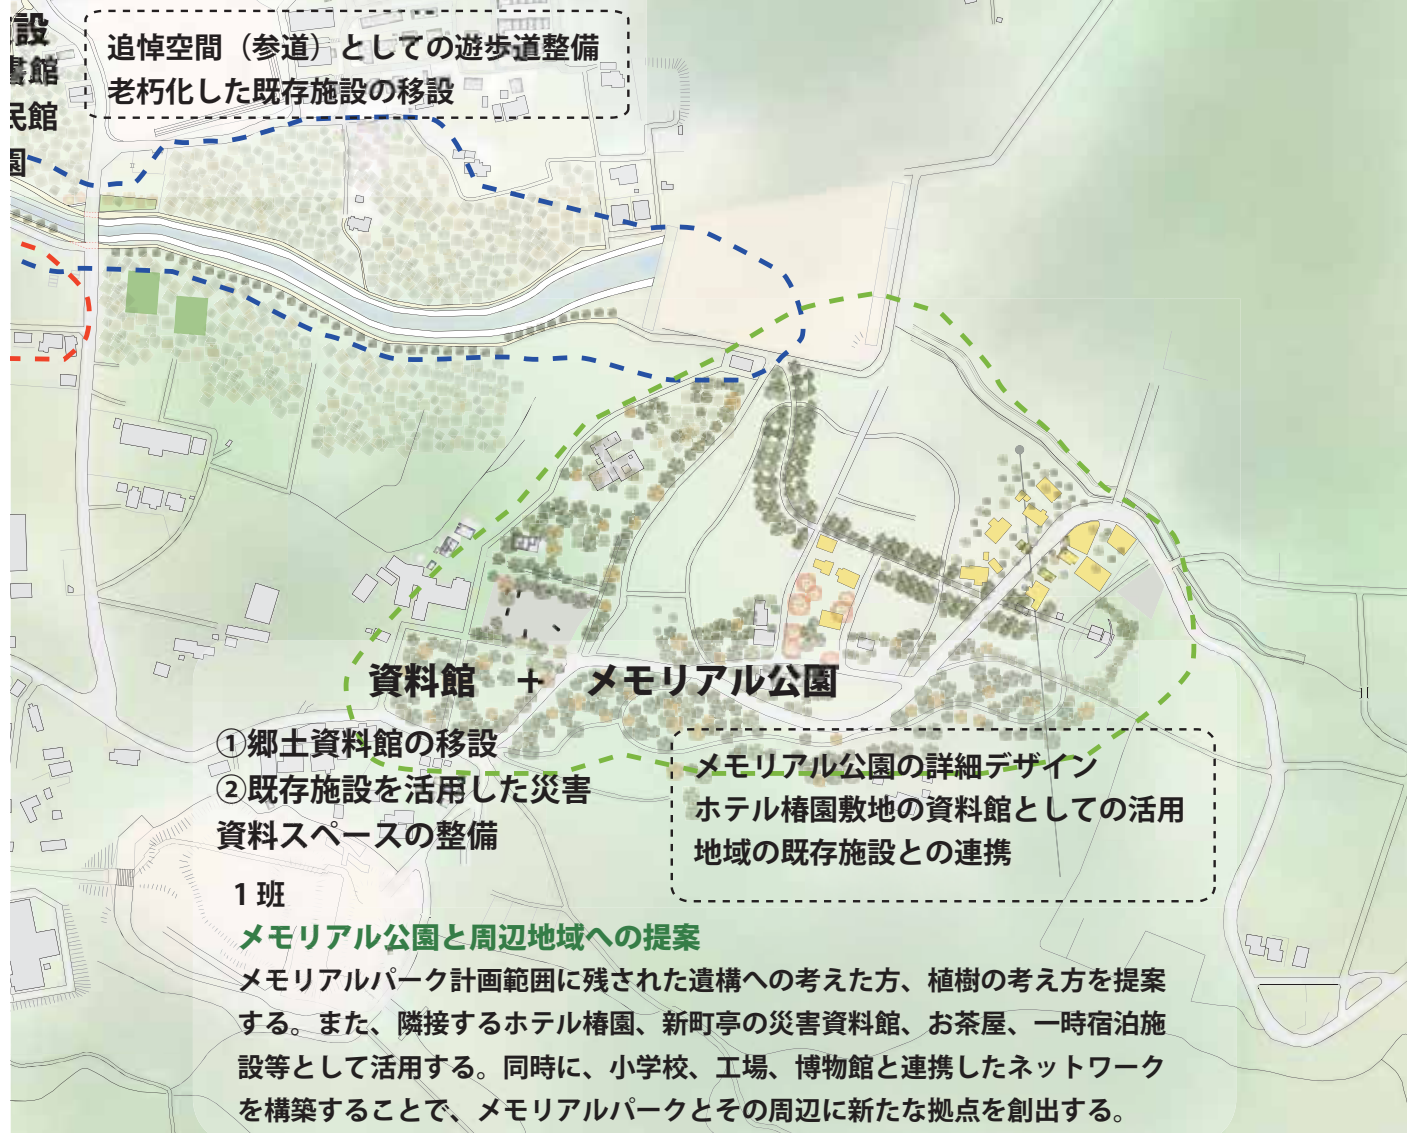 設
書館
民館
園
追悼空間（参道）としての遊歩道整備
老朽化した既存施設の移設
資料館　+　メモリアル公園
①郷土資料館の移設
②既存施設を活用した災害
資料スペースの整備
メモリアル公園の詳細デザイン
ホテル椿園敷地の資料館としての活用
地域の既存施設との連携
1 班
メモリアル公園と周辺地域への提案
メモリアルパーク計画範囲に残された遺構への考えた方、植樹の考え方を提案
する。また、隣接するホテル椿園、新町亭の災害資料館、お茶屋、一時宿泊施
設等として活用する。同時に、小学校、工場、博物館と連携したネットワーク
を構築することで、メモリアルパークとその周辺に新たな拠点を創出する。